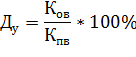 Ду = Ков / Кпв * 100%